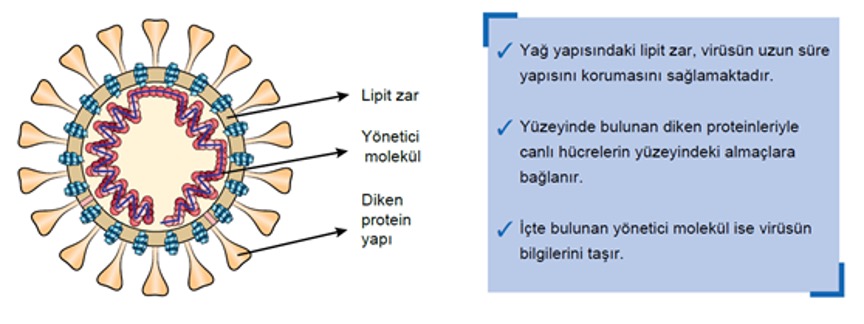 Lipit zar
Yönetici
molekül
Diken
protein
yapı
✓ Yağ yapısındaki lipit zar, virüsün uzun süre
yapısını korumasını sağlamaktadır.
✓ Yüzeyinde bulunan diken proteinleriyle
canlı hücrelerin yüzeyindeki almaçlara
bağlanır.
✓ İçte bulunan yönetici molekül ise virüsün
bilgilerini taşır.